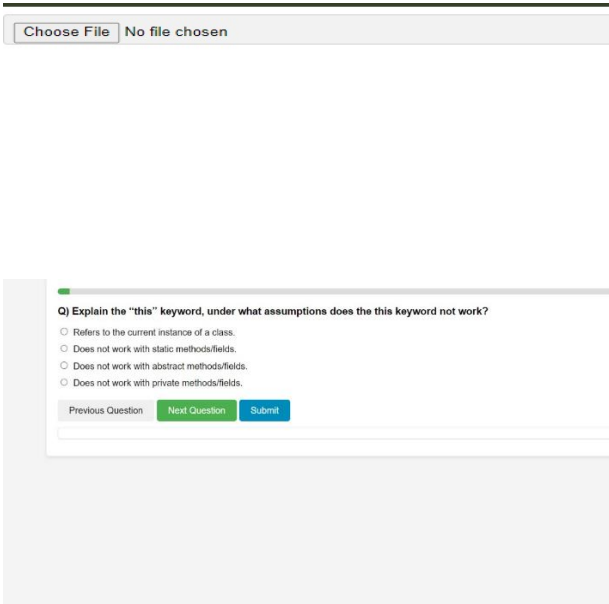 Choose File No file chosen
Q) Explain the “this” keyword, under what assumptions does the this keyword not work?
Refers to the current instance of a class.
Does not work with static methods/fields.
Does not work with abstract methods/fields.
Does not work with private methods/fields.
Previous Question Next Question Submit